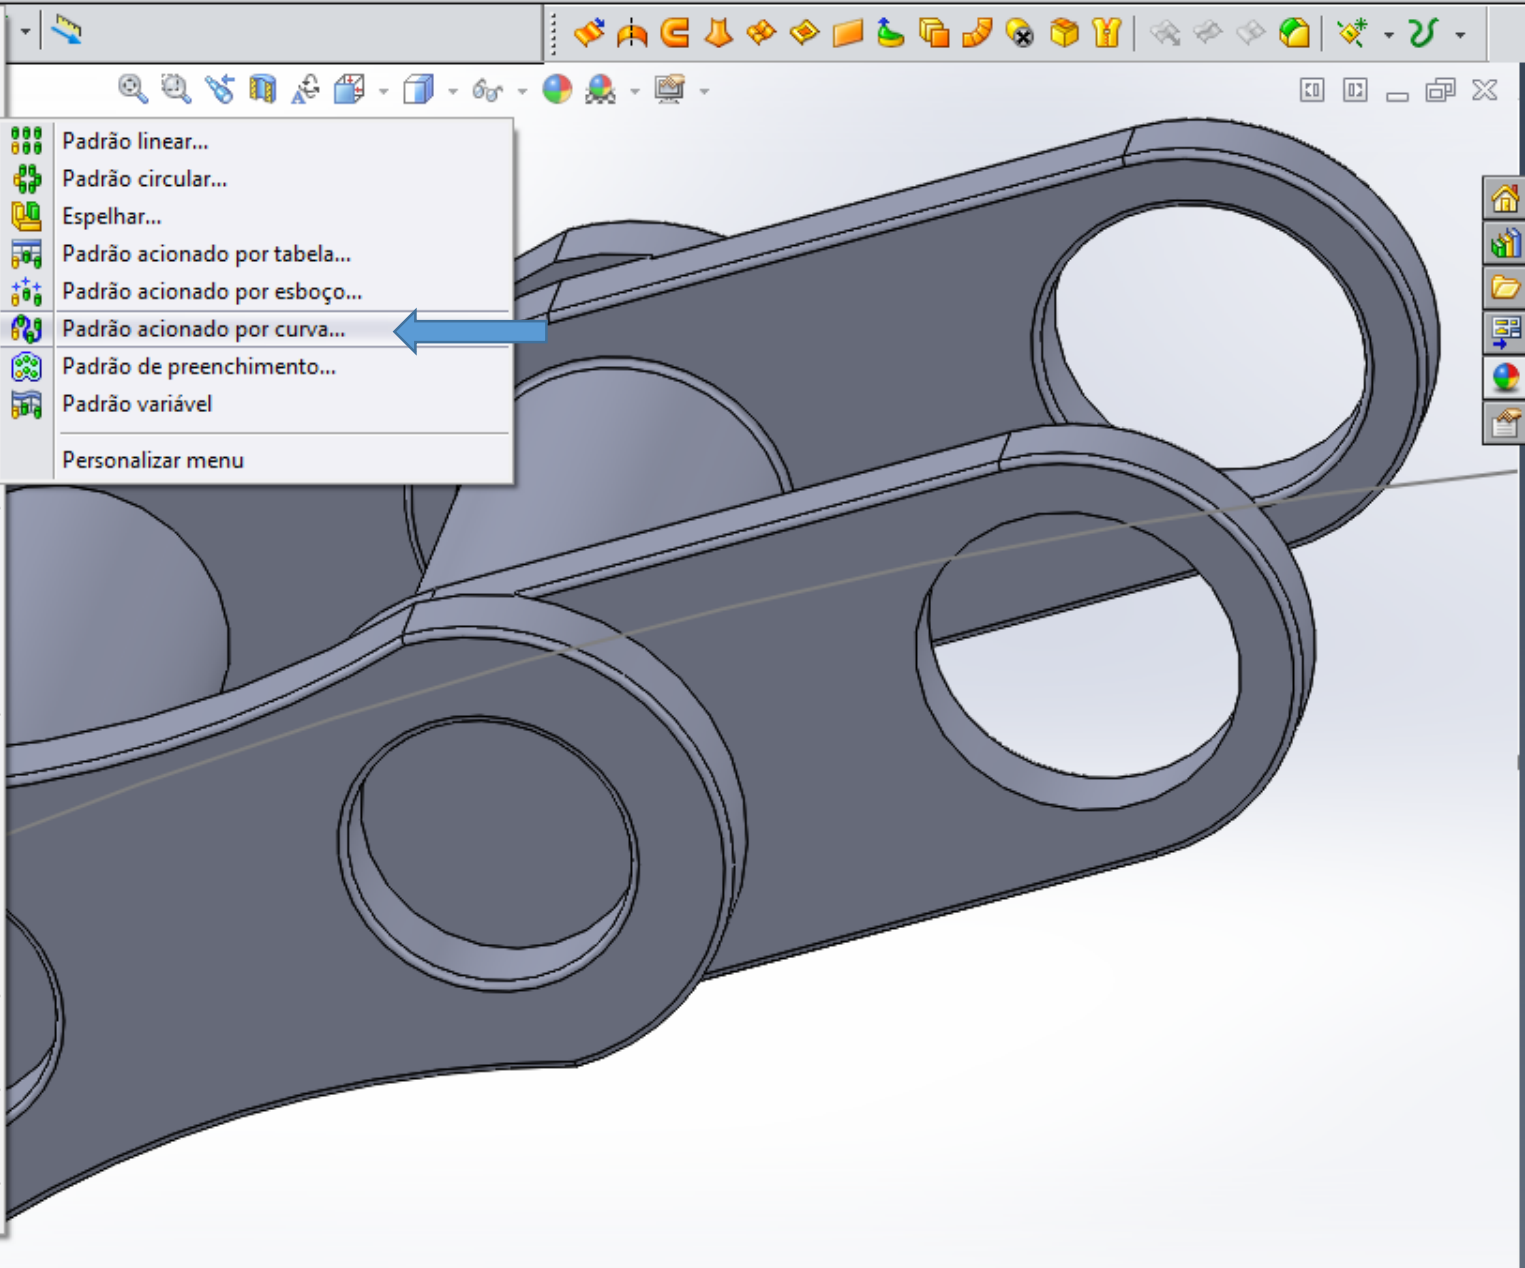 Padrão linear...
Padrão circular...
Espelhar...
Padrão acionado por tabela...
Padrão acionado por esboço...
Padrão acionado por curva...
Padrão de preenchimento...
Padrão variável
Personalizar menu